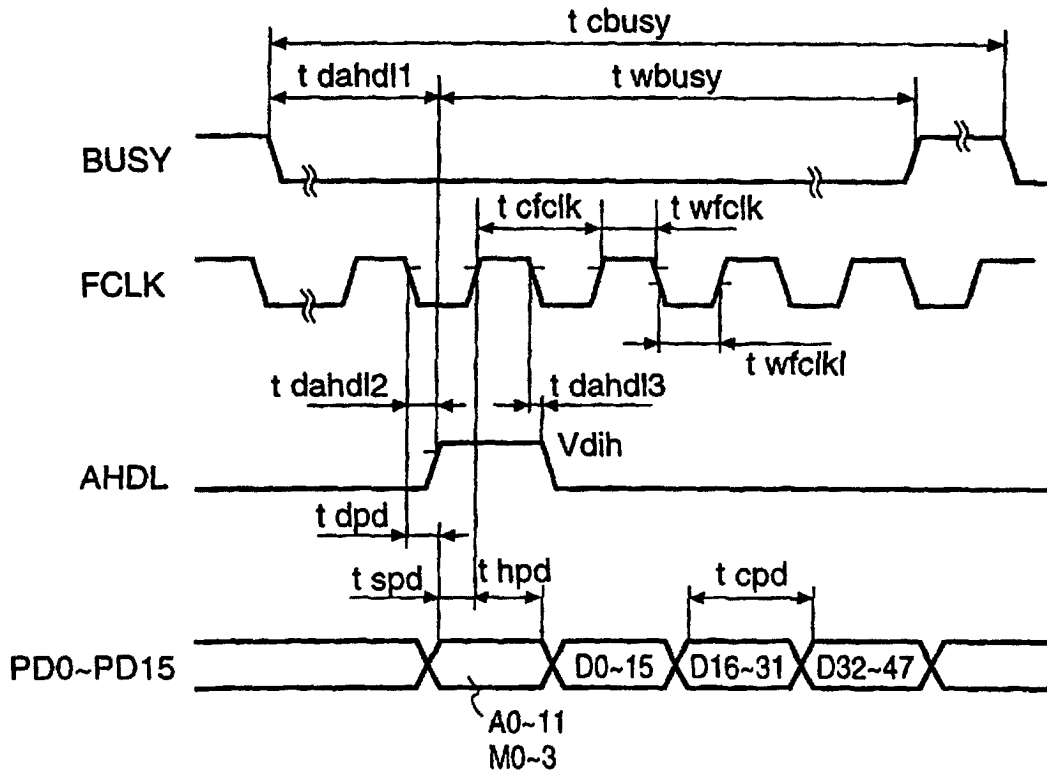 t cbusy
t dahdl1
t wbusy
BUSY
t cfclk
t wfclk
FCLK
t wfclkl
t dahdl2
t dahdl3
Vdih
AHDL
t dpd
t spd
t hpd
t cpd
PD0~PD15
D0~15
D16~31
D32~47
A0~11
M0~3